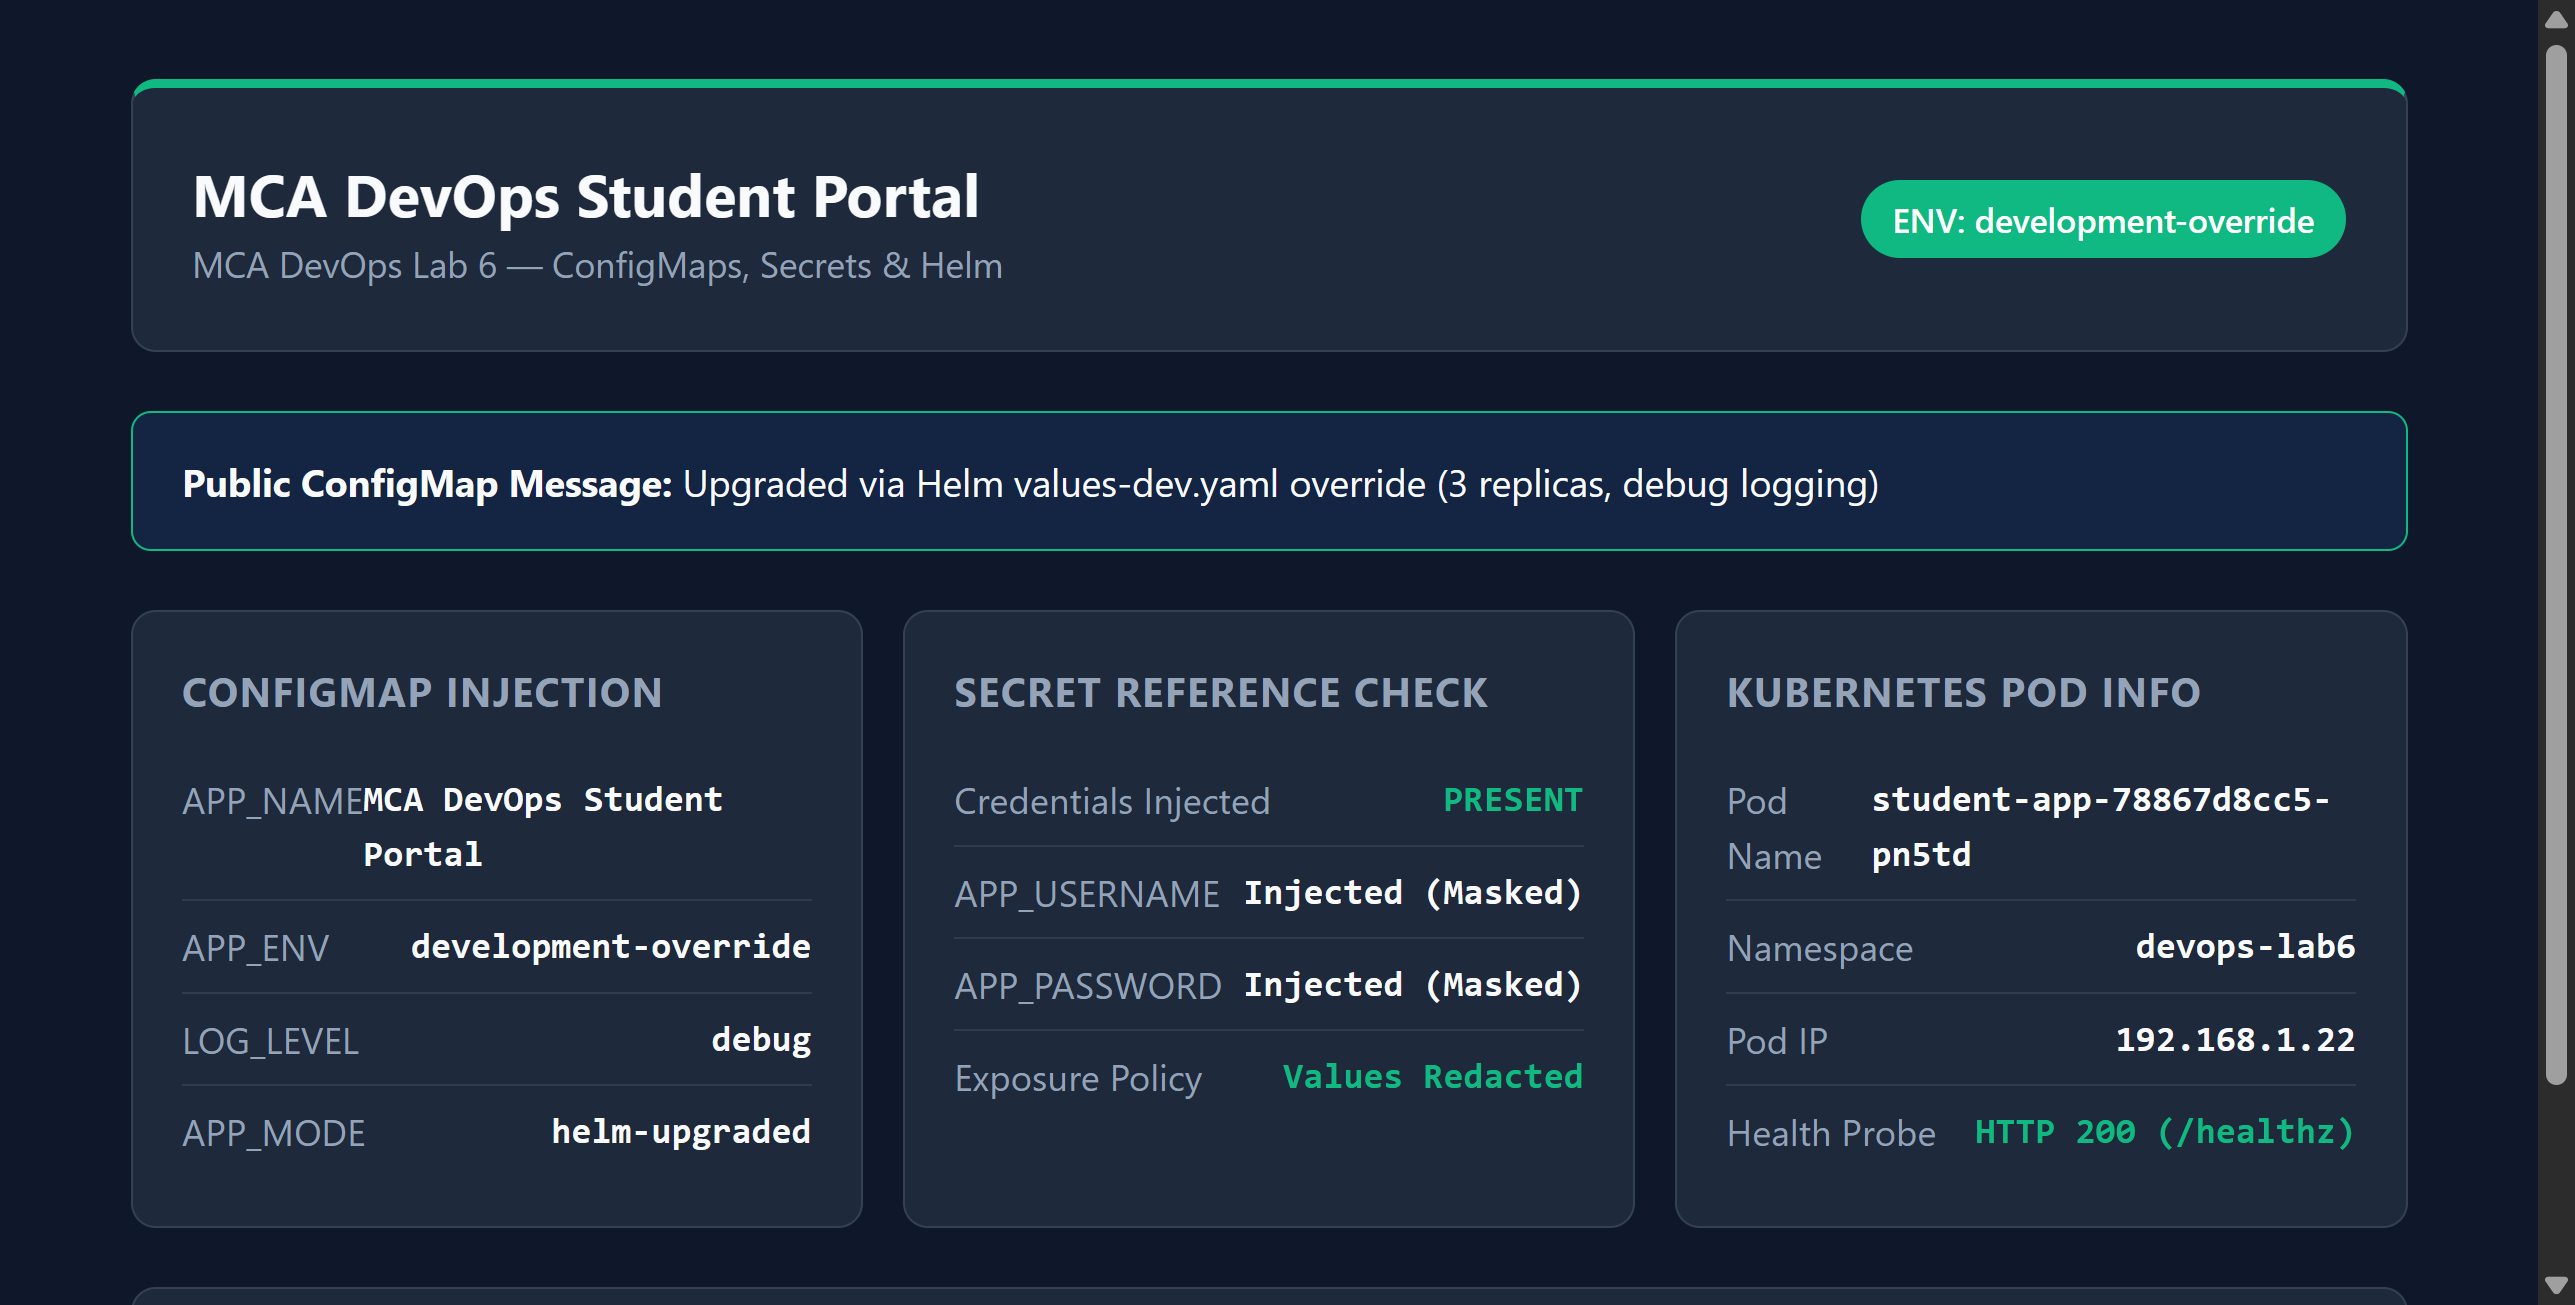 MCA DevOps Student Portal
MCA DevOps Lab 6 — ConfigMaps, Secrets & Helm
ENV: development-override
Public ConfigMap Message: Upgraded via Helm values-dev.yaml override (3 replicas, debug logging)
CONFIGMAP INJECTION
APP_NAME MCA DevOps Student
Portal
APP_ENV development-override
LOG_LEVEL debug
APP_MODE helm-upgraded
SECRET REFERENCE CHECK
Credentials Injected PRESENT
APP_USERNAME Injected (Masked)
APP_PASSWORD Injected (Masked)
Exposure Policy Values Redacted
KUBERNETES POD INFO
Pod student-app-78867d8cc5-
Name pn5td
Namespace devops-lab6
Pod IP 192.168.1.22
Health Probe HTTP 200 (/healthz)